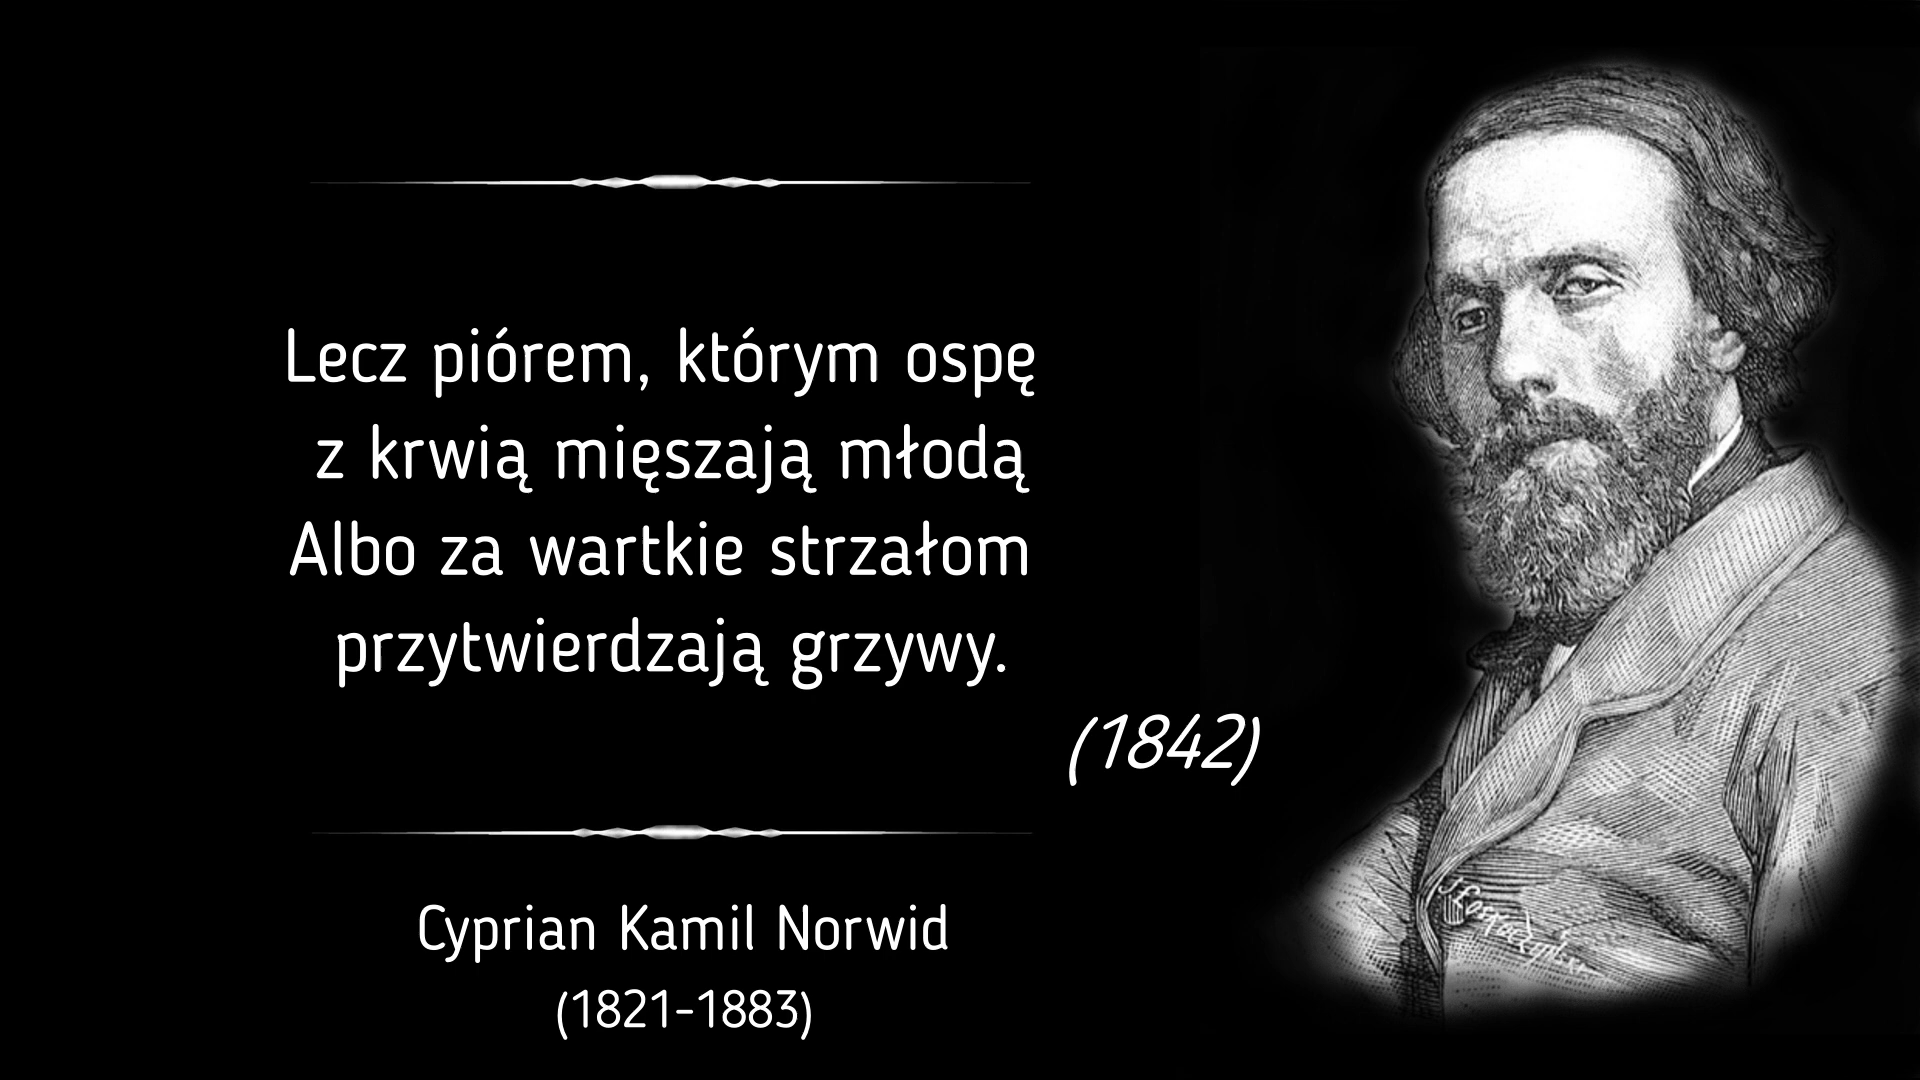 Lecz piórem, którym ospę
z krwią mięszają młodą
Albo za wartkie strzałom
przytwierdzają grzywy.
(1842)
Cyprian Kamil Norwid
(1821-1883)